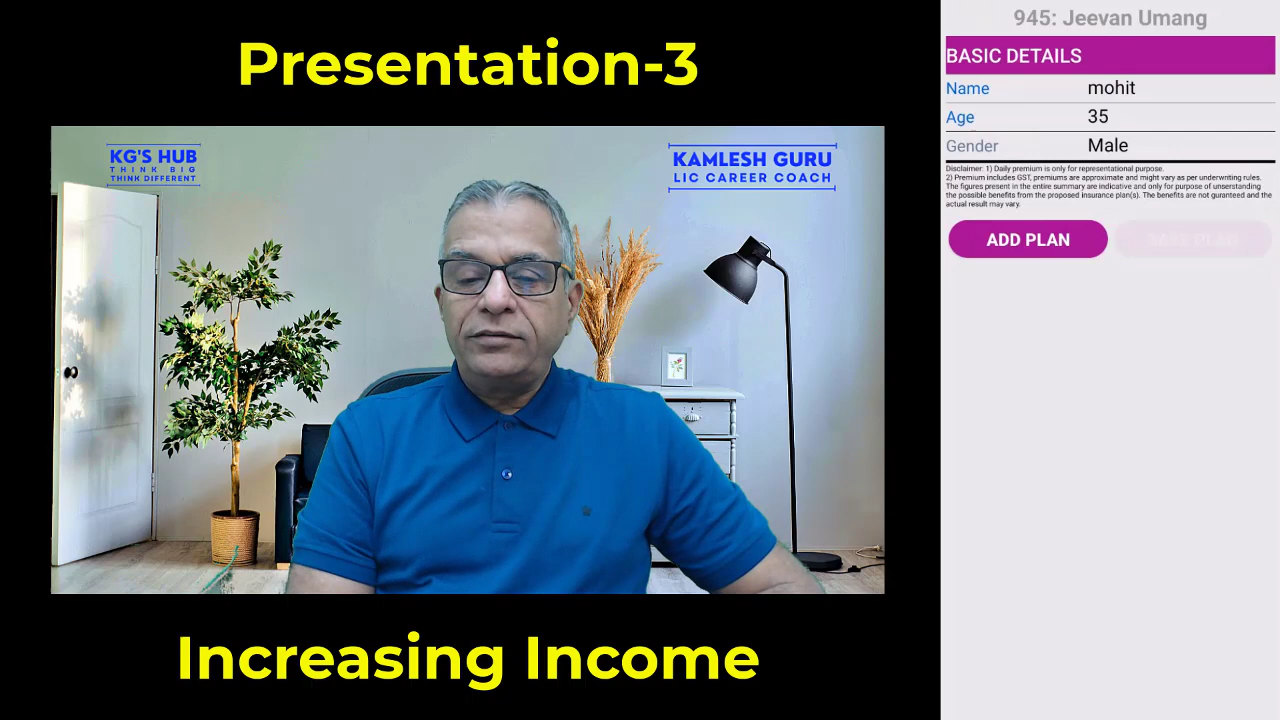 Presentation-3
KG'S HUB
THINK BIG
THINK DIFFERENT
KAMLESH GURU
LIC CAREER COACH
Increasing Income
945: Jeevan Umang
BASIC DETAILS
Name mohit
Age 35
Gender Male
Disclaimer: 1) Daily premium is only for representational purpose.
2) Premium includes GST, premiums are approximate and might vary as per underwriting rules.
The figures present in the entire summary are indicative and only for purpose of unserstanding
the possible benefits from the proposed insurance plan(s). The benefits are not guranteed and the
actual result may vary.
ADD PLAN